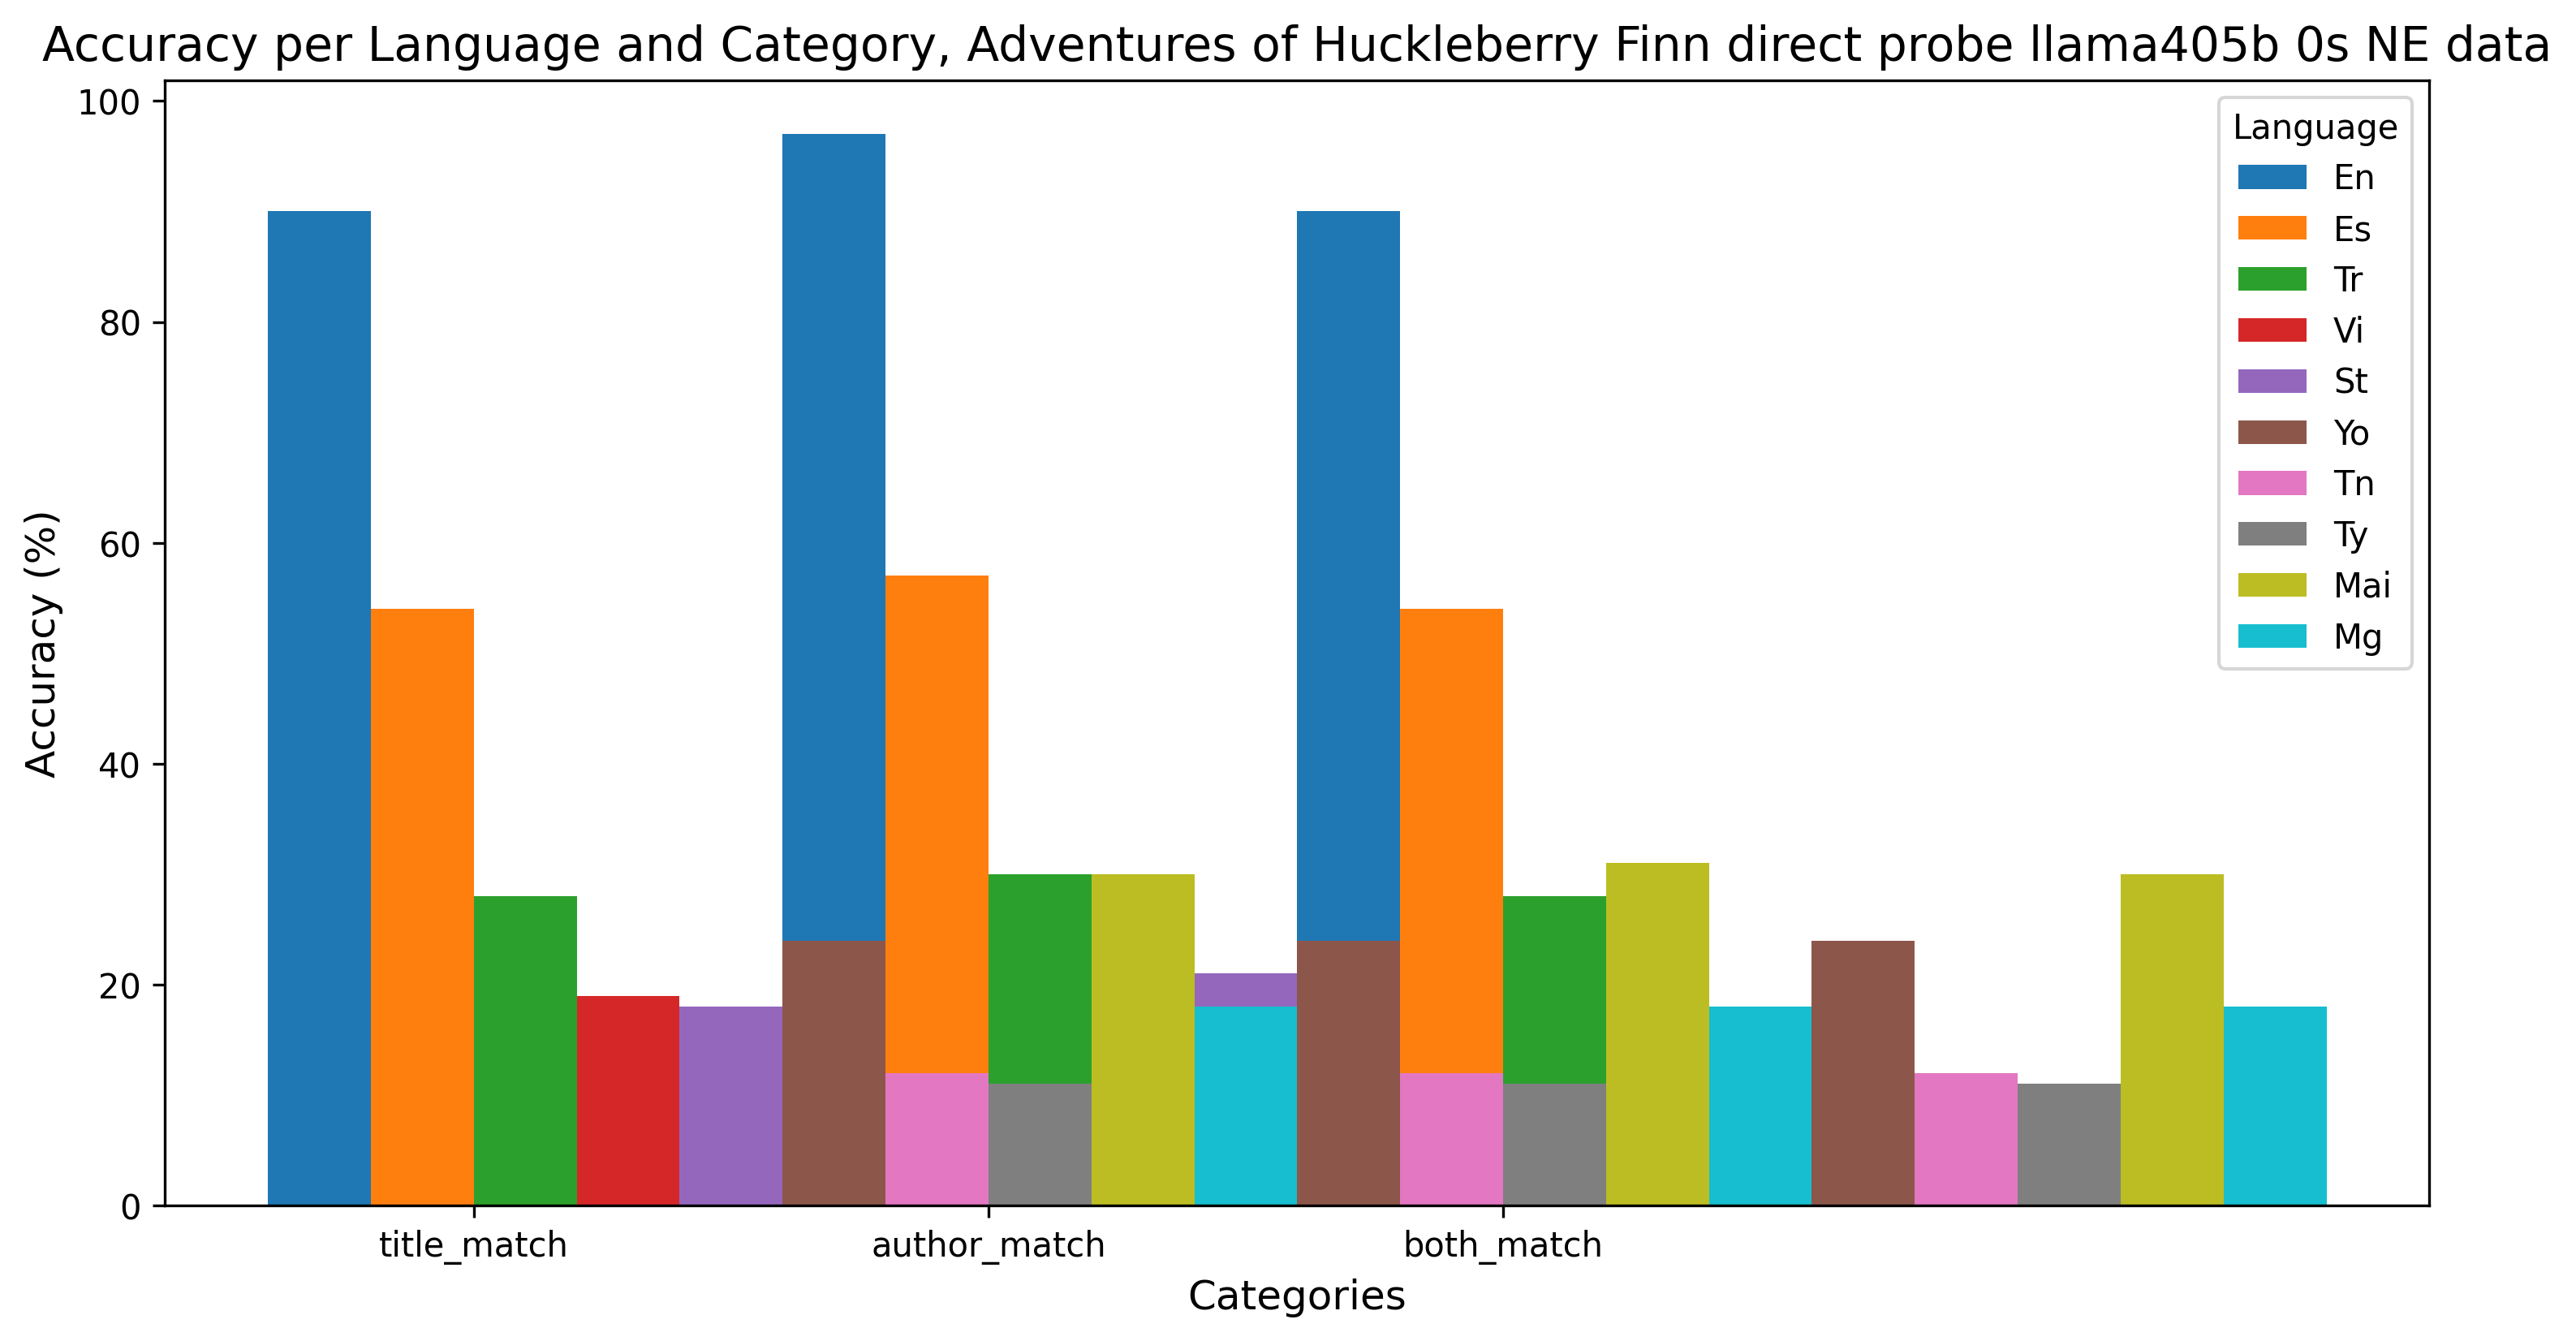 Accuracy per Language and Category, Adventures of Huckleberry Finn direct probe llama405b 0s NE data
Accuracy (%)
100
80
60
40
20
0
Language
En
Es
Tr
Vi
St
Yo
Tn
Ty
Mai
Mg
title_match
author_match
both_match
Categories